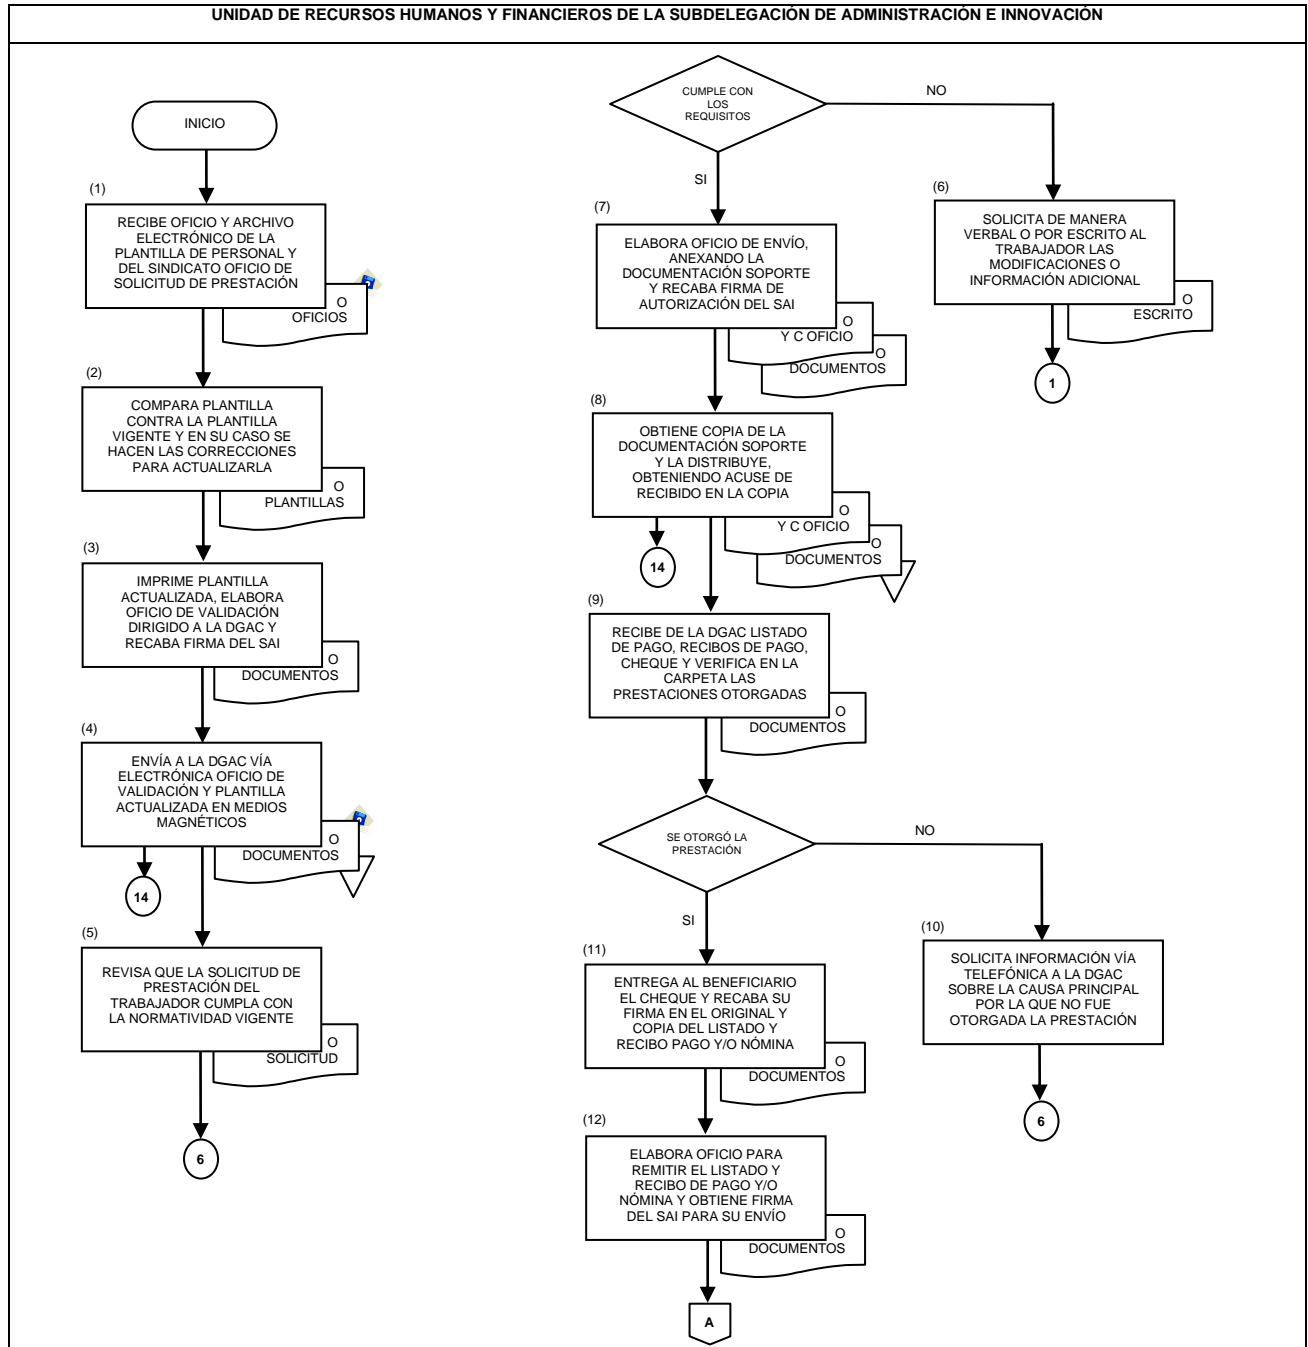 UNIDAD DE RECURSOS HUMANOS Y FINANCIEROS DE LA SUBDELEGACIÓN DE ADMINISTRACIÓN E INNOVACIÓN
INICIO
(1)
RECIBE OFICIO Y ARCHIVO
ELECTRÓNICO DE LA
PLANTILLA DE PERSONAL Y
DEL SINDICATO OFICIO DE
SOLICITUD DE PRESTACIÓN
O
OFICIOS
(2)
COMPARA PLANTILLA
CONTRA LA PLANTILLA
VIGENTE Y EN SU CASO SE
HACEN LAS CORRECCIONES
PARA ACTUALIZARLA
O
PLANTILLAS
(3)
IMPRIME PLANTILLA
ACTUALIZADA, ELABORA
OFICIO DE VALIDACIÓN
DIRIGIDO A LA DGAC Y
RECABA FIRMA DEL SAI
O
DOCUMENTOS
(4)
ENVÍA A LA DGAC VÍA
ELECTRÓNICA OFICIO DE
VALIDACIÓN Y PLANTILLA
ACTUALIZADA EN MEDIOS
MAGNÉTICOS
O
DOCUMENTOS
14
(5)
REVISA QUE LA SOLICITUD DE
PRESTACIÓN DEL
TRABAJADOR CUMPLA CON
LA NORMATIVIDAD VIGENTE
O
SOLICITUD
6
CUMPLE CON
LOS
REQUISITOS
NO
SI
(6)
SOLICITA DE MANERA
VERBAL O POR ESCRITO AL
TRABAJADOR LAS
MODIFICACIONES O
INFORMACIÓN ADICIONAL
O
ESCRITO
1
(7)
ELABORA OFICIO DE ENVÍO,
ANEXANDO LA
DOCUMENTACIÓN SOPORTE
Y RECABA FIRMA DE
AUTORIZACIÓN DEL SAI
O
Y C OFICIO
O
DOCUMENTOS
(8)
OBTIENE COPIA DE LA
DOCUMENTACIÓN SOPORTE
Y LA DISTRIBUYE,
OBTENIENDO ACUSE DE
RECIBIDO EN LA COPIA
O
Y C OFICIO
O
DOCUMENTOS
14
(9)
RECIBE DE LA DGAC LISTADO
DE PAGO, RECIBOS DE PAGO,
CHEQUE Y VERIFICA EN LA
CARPETA LAS
PRESTACIONES OTORGADAS
O
DOCUMENTOS
SE OTORGÓ LA
PRESTACIÓN
NO
SI
(10)
SOLICITA INFORMACIÓN VÍA
TELEFÓNICA A LA DGAC
SOBRE LA CAUSA PRINCIPAL
POR LA QUE NO FUE
OTORGADA LA PRESTACIÓN
6
(11)
ENTREGA AL BENEFICIARIO
EL CHEQUE Y RECABA SU
FIRMA EN EL ORIGINAL Y
COPIA DEL LISTADO Y
RECIBO PAGO Y/O NÓMINA
O
DOCUMENTOS
(12)
ELABORA OFICIO PARA
REMITIR EL LISTADO Y
RECIBO DE PAGO Y/O
NÓMINA Y OBTIENE FIRMA
DEL SAI PARA SU ENVÍO
O
DOCUMENTOS
A